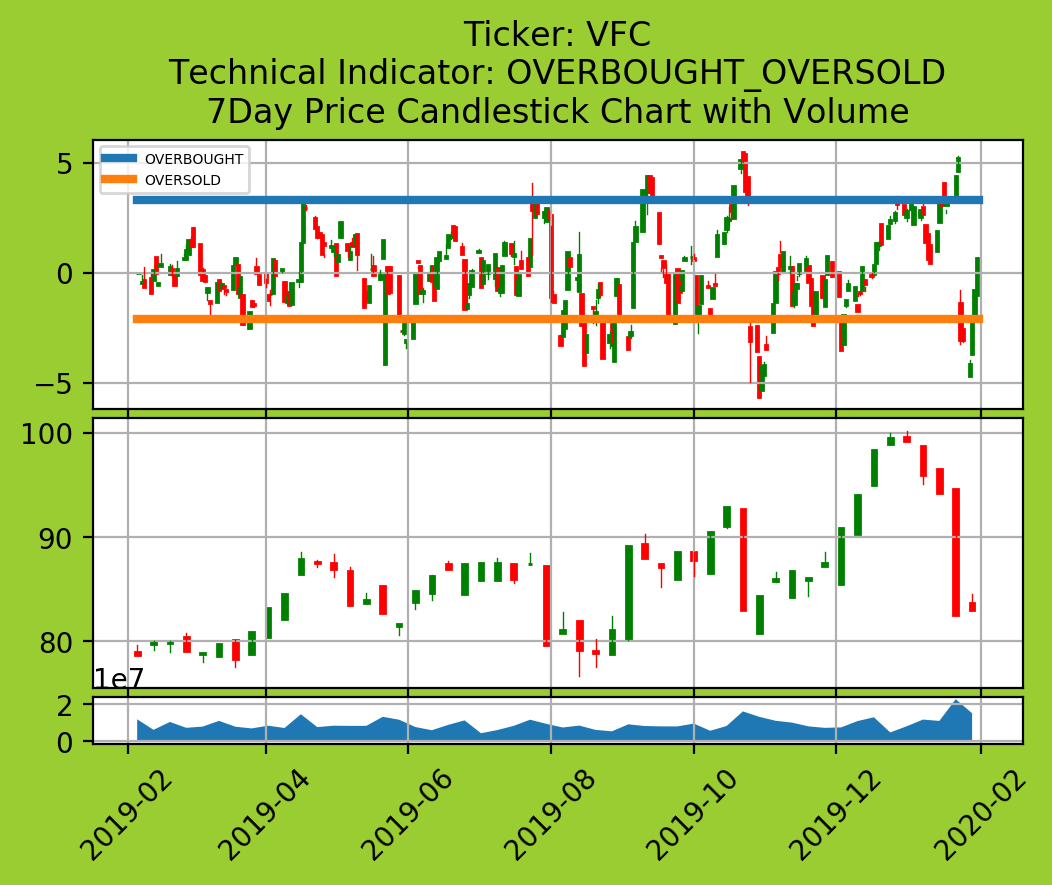 Ticker: VFC
Technical Indicator: OVERBOUGHT_OVERSOLD
7Day Price Candlestick Chart with Volume
OVERBOUGHT
OVERSOLD
5
0
−5
100
90
80
1e7
2
0
2019-02
2019-04
2019-06
2019-08
2019-10
2019-12
2020-02